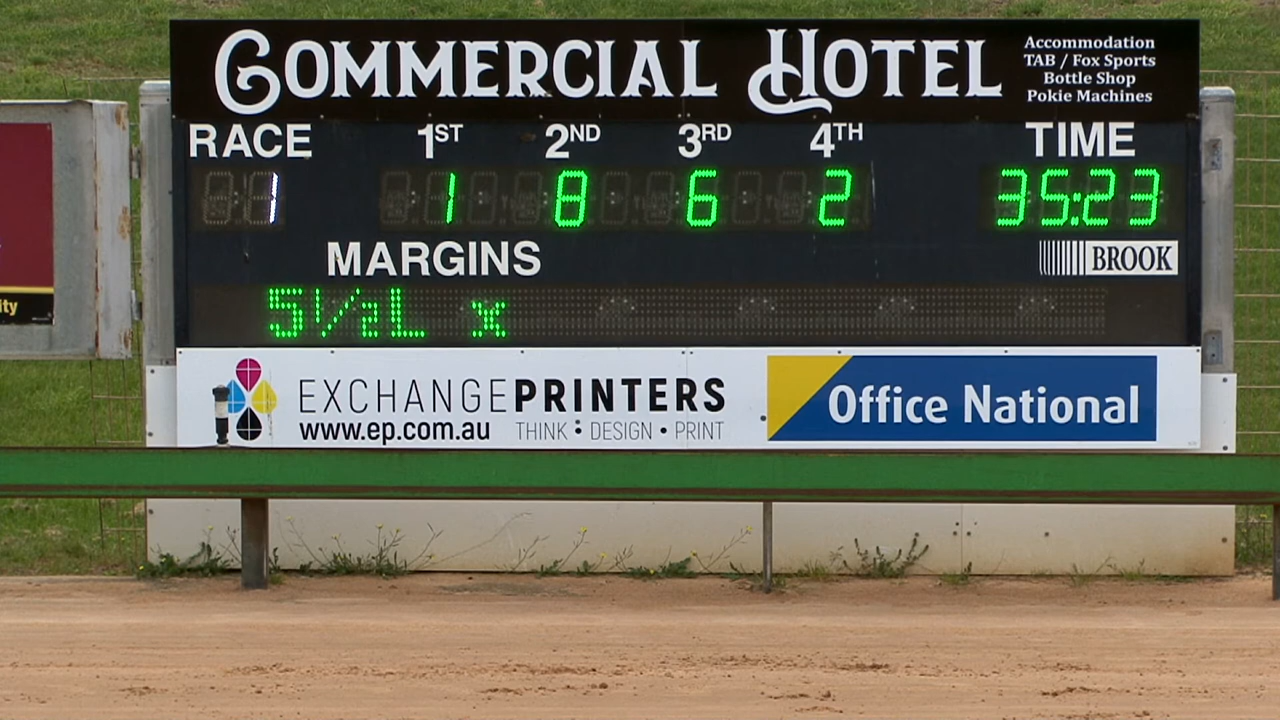 COMMERCIAL HOTEL
Accommodation
TAB / Fox Sports
Bottle Shop
Pokie Machines
RACE 1ST 2ND 3RD 4TH TIME
1 1 8 6 2 35:23
MARGINS
BROOK
5½L x
ity
EXCHANGEPRINTERS
www.ep.com.au THINK • DESIGN • PRINT
Office National